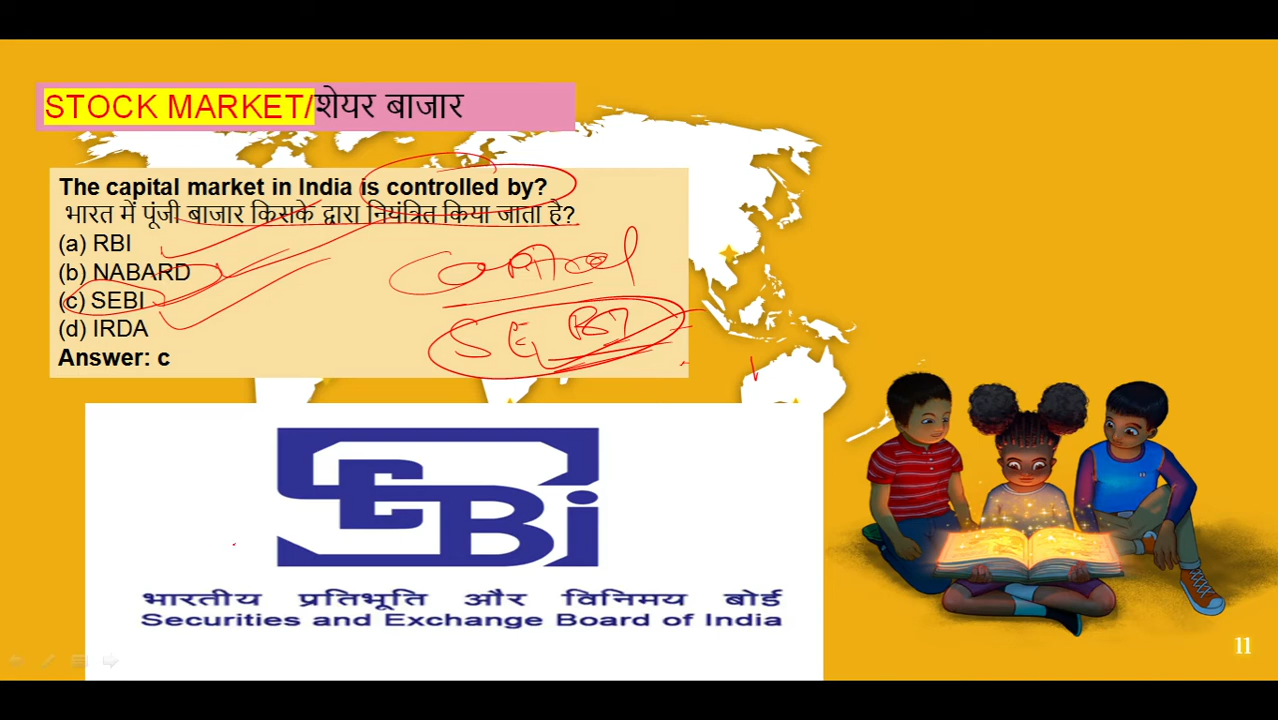 STOCK MARKET/शेयर बाजार
The capital market in India is controlled by?
भारत में पूंजी बाजार किसके द्वारा नियंत्रित किया जाता है?
(a) RBI
(b) NABARD
(c) SEBI
(d) IRDA
Answer: c
Capital
SEBI
SEBi
भारतीय प्रतिभूति और विनिमय बोर्ड
Securities and Exchange Board of India
11